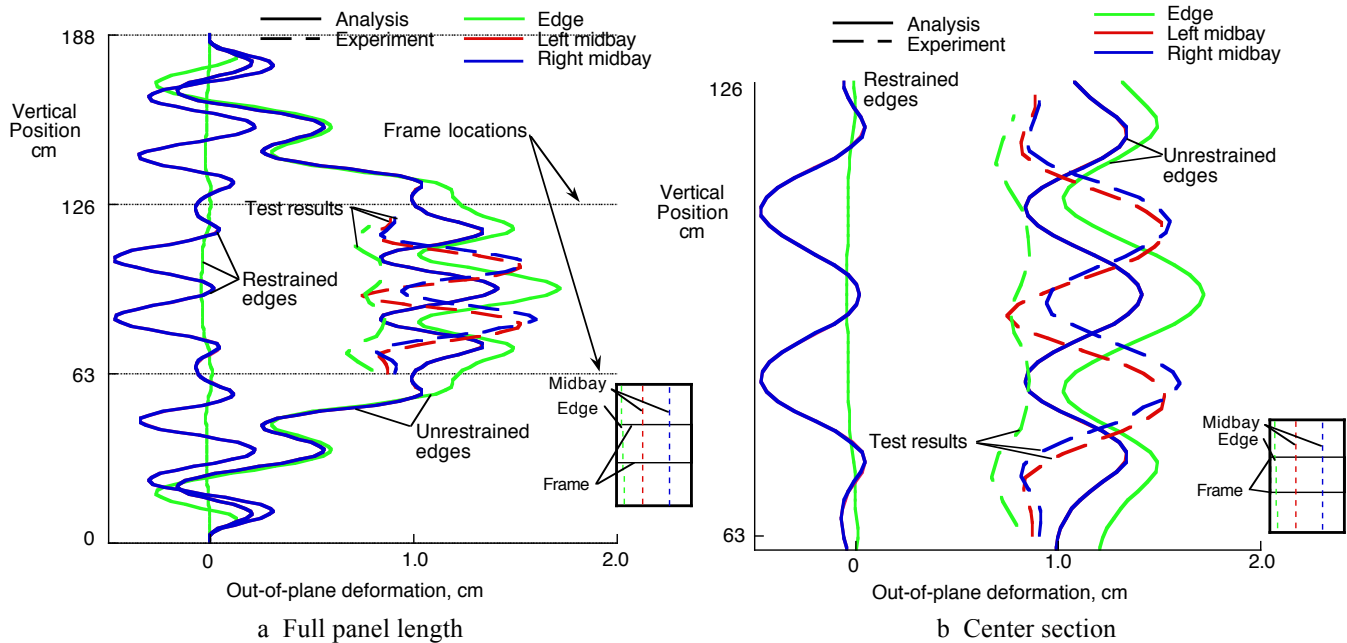 Analysis
Experiment
Edge
Left midbay
Right midbay
188
Vertical
Position
cm
Frame locations
126
Test results
Restrained
edges
63
Midbay
Edge
Unrestrained
edges
Frame
0
0
1.0
2.0
Out-of-plane deformation, cm
a Full panel length
Analysis
Experiment
Edge
Left midbay
Right midbay
126
Restrained
edges
Unrestrained
edges
Vertical
Position
cm
Test results
Midbay
Edge
Frame
63
0
1.0
2.0
Out-of-plane deformation, cm
b Center section